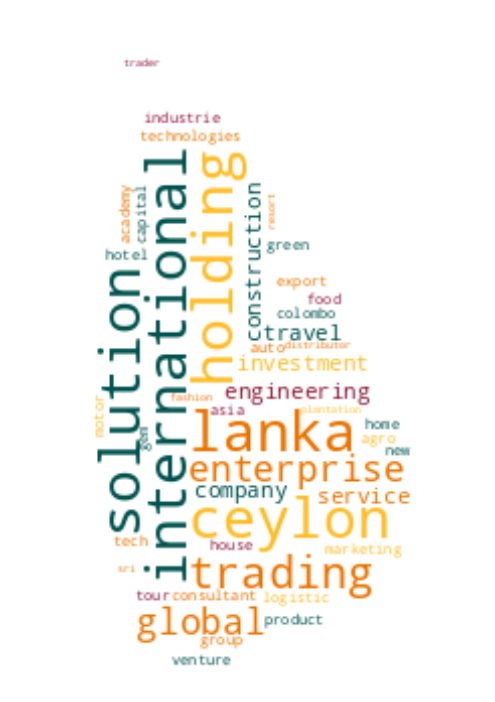 trader
industrie
technologies
international
holding
academy
capital
construction
resort
green
hotel
solution
export
food
colombo
travel
auto
distributor
investment
engineering
fashion
motor
asia
plantation
lanka
home
agro
gem
new
enterprise
company
service
ceylon
tech
house
marketing
sri
trading
tour
consultant
logistic
global
product
group
venture